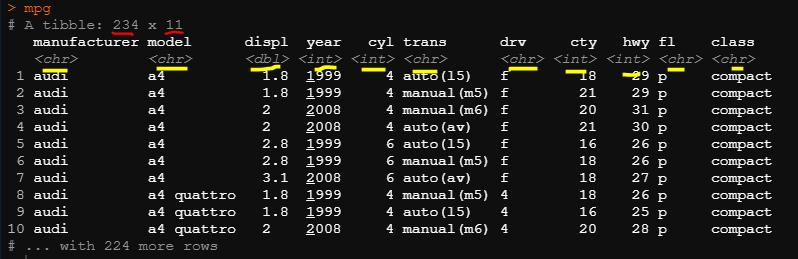 > mpg
# A tibble: 234 x 11
manufacturer model displ year cyl trans drv cty hwy fl class
<chr> <chr> <dbl> <int> <int> <chr> <chr> <int> <int> <chr> <chr>
1 audi a4 1.8 1999 4 auto(l5) f 18 29 p compact
2 audi a4 1.8 1999 4 manual(m5) f 21 29 p compact
3 audi a4 2 2008 4 manual(m6) f 20 31 p compact
4 audi a4 2 2008 4 auto(av) f 21 30 p compact
5 audi a4 2.8 1999 6 auto(l5) f 16 26 p compact
6 audi a4 2.8 1999 6 manual(m5) f 18 26 p compact
7 audi a4 3.1 2008 6 auto(av) f 18 27 p compact
8 audi a4 quattro 1.8 1999 4 manual(m5) 4 18 26 p compact
9 audi a4 quattro 1.8 1999 4 auto(l5) 4 16 25 p compact
10 audi a4 quattro 2 2008 4 manual(m6) 4 20 28 p compact
# ... with 224 more rows